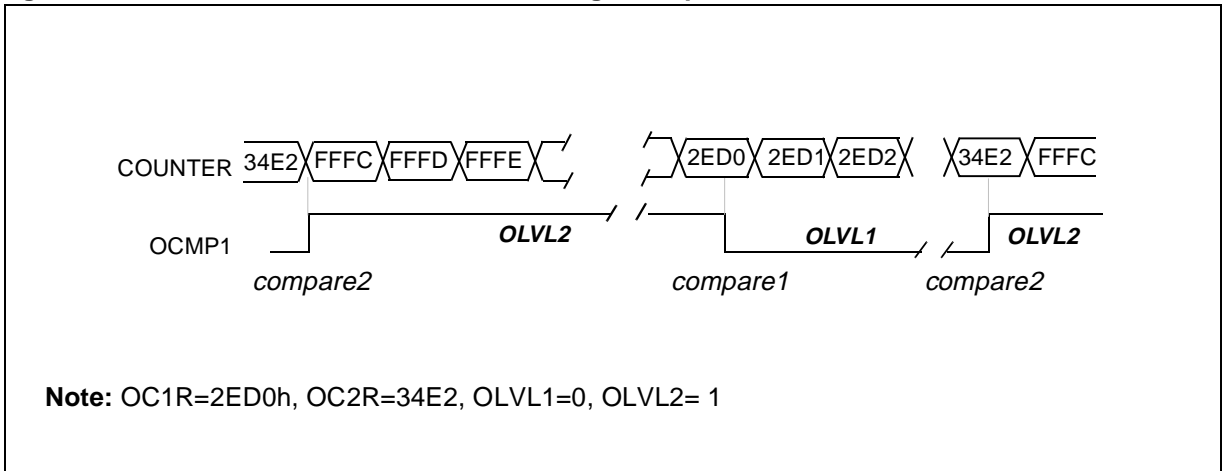 COUNTER 34E2 FFFC FFFD FFFE 2ED0 2ED1 2ED2 34E2 FFFC
OCMP1 OLVL2 OLVL1 OLVL2
compare2 compare1 compare2
Note: OC1R=2ED0h, OC2R=34E2, OLVL1=0, OLVL2= 1